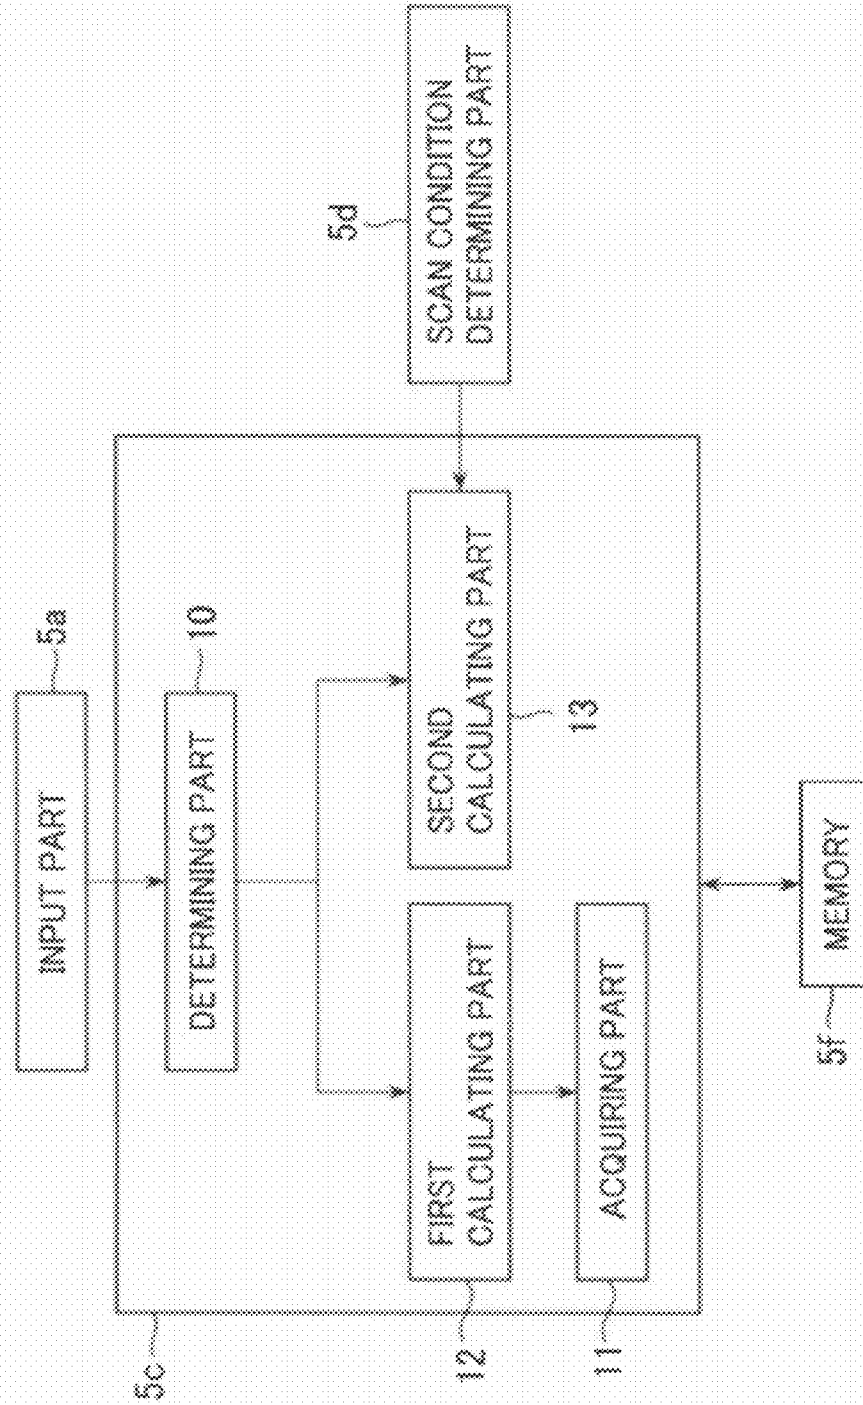 INPUT PART
5a
DETERMINING PART
10
5c
FIRST
CALCULATING PART
12
SECOND
CALCULATING PART
13
SCAN CONDITION
DETERMINING PART
5d
ACQUIRING PART
11
MEMORY
5f